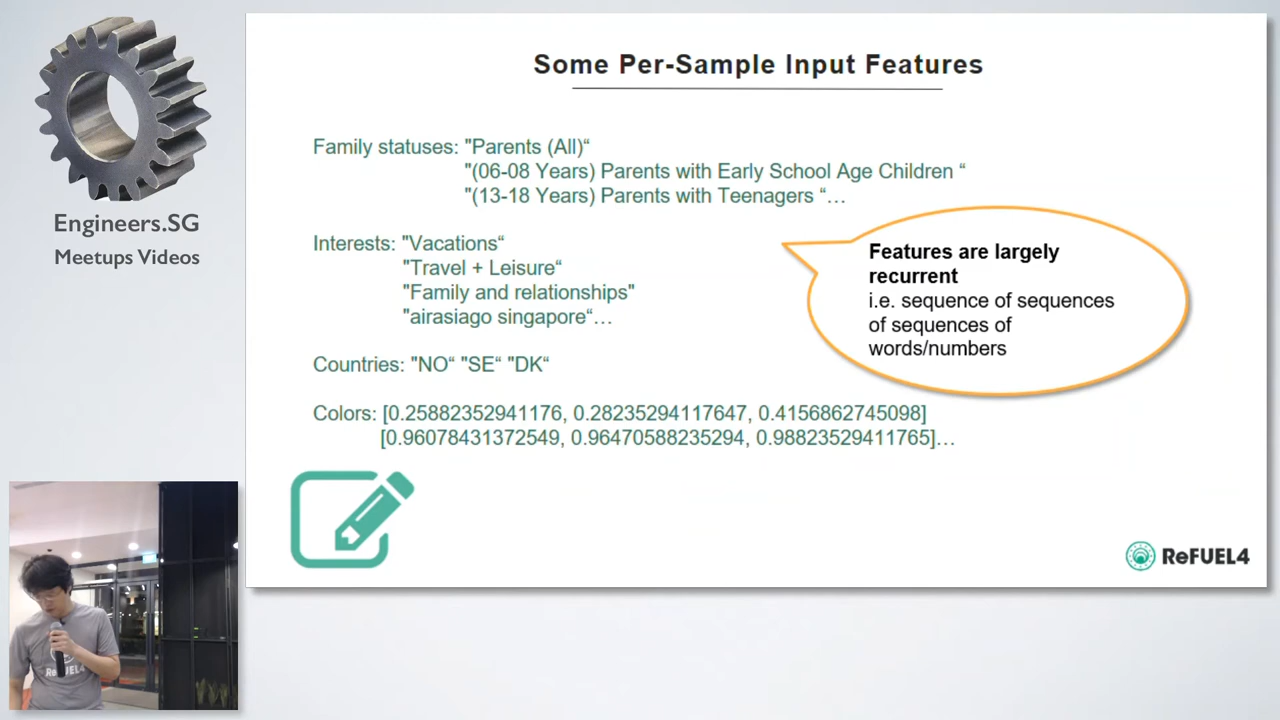 Some Per-Sample Input Features
Family statuses: "Parents (All)“
"(06-08 Years) Parents with Early School Age Children “
"(13-18 Years) Parents with Teenagers “…
Interests: "Vacations“
"Travel + Leisure“
"Family and relationships"
"airasiago singapore“…
Countries: "NO“ "SE“ "DK“
Colors: [0.25882352941176, 0.28235294117647, 0.4156862745098]
[0.96078431372549, 0.96470588235294, 0.98823529411765]…
Features are largely
recurrent
i.e. sequence of sequences
of sequences of
words/numbers
ReFUEL4
Engineers.SG
Meetups Videos
ReFUEL4